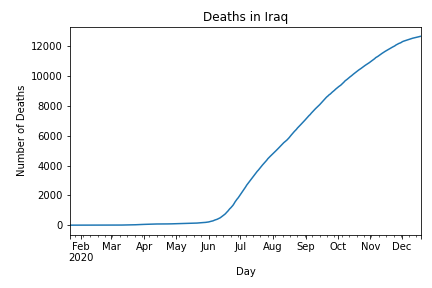 Deaths in Iraq
12000
10000
8000
6000
4000
2000
0
Number of Deaths
Feb Mar Apr May Jun Jul Aug Sep Oct Nov Dec
2020
Day